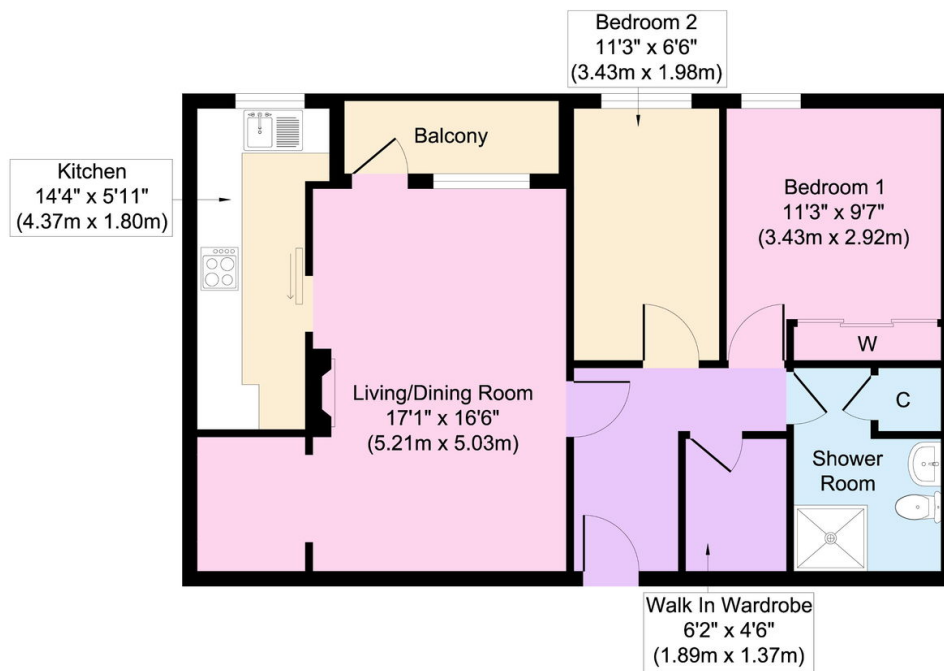 Bedroom 2
11'3" x 6'6"
(3.43m x 1.98m)
Balcony
Kitchen
14'4" x 5'11"
(4.37m x 1.80m)
Bedroom 1
11'3" x 9'7"
(3.43m x 2.92m)
W
Living/Dining Room
17'1" x 16'6"
(5.21m x 5.03m)
C
Shower
Room
Walk In Wardrobe
6'2" x 4'6"
(1.89m x 1.37m)